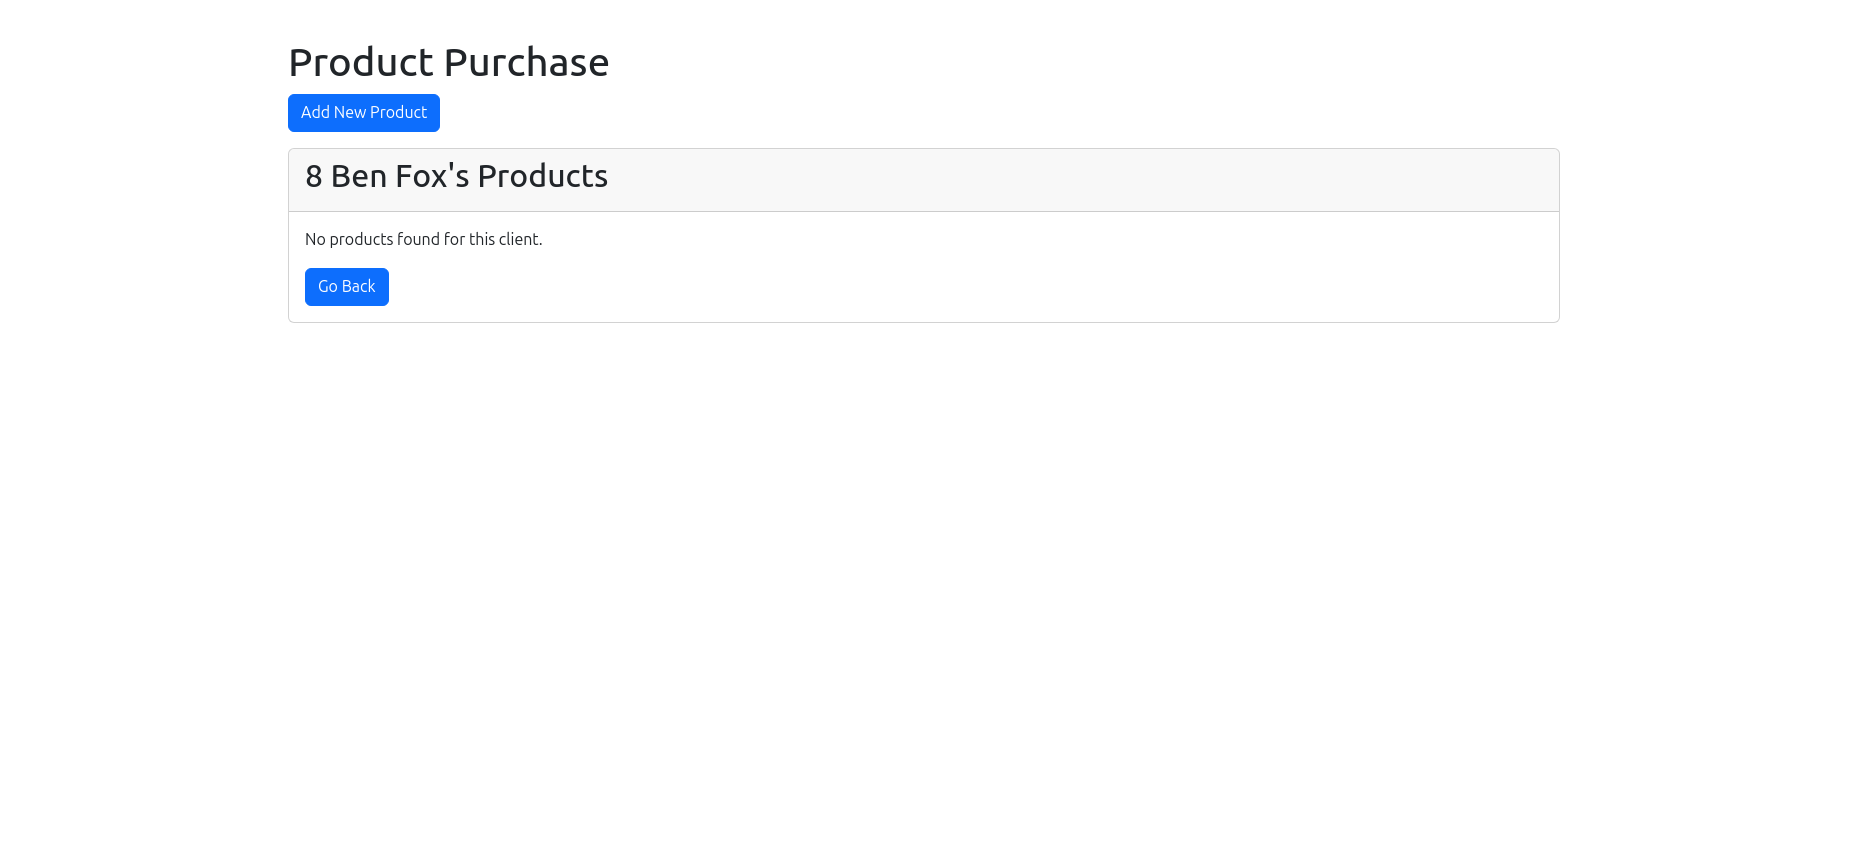 Product Purchase
Add New Product
8 Ben Fox's Products
No products found for this client.
Go Back